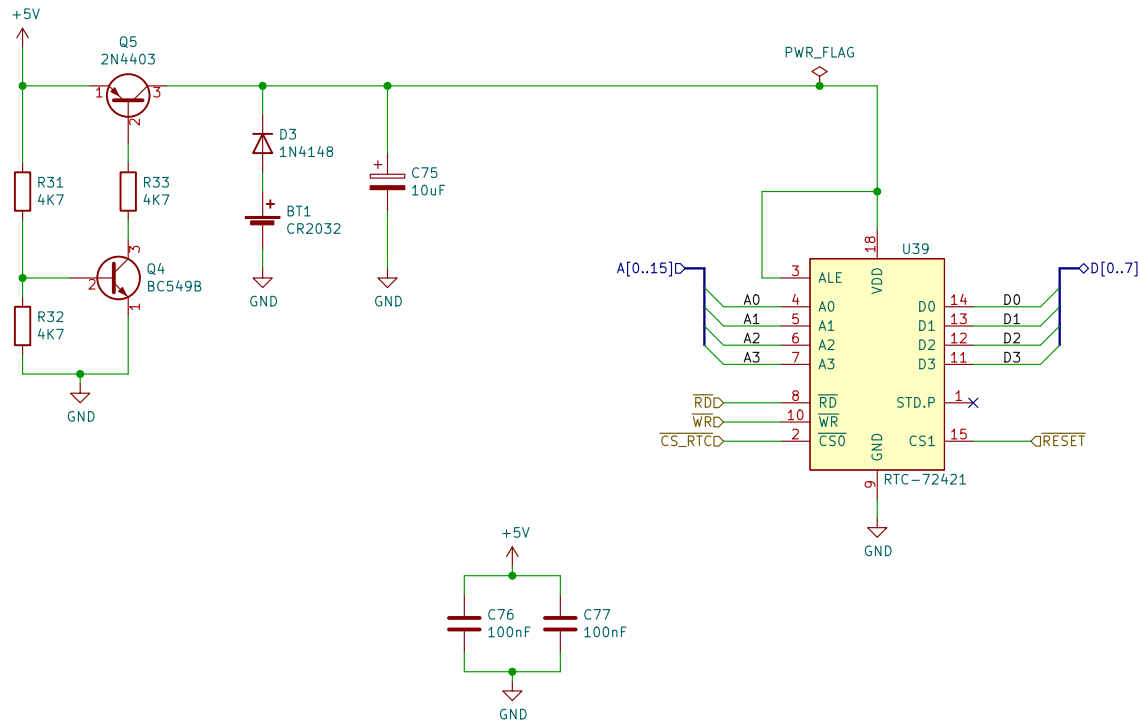 +5V
Q5
2N4403
1
3
2
PWR_FLAG
D3
1N4148
R31
4K7
R33
4K7
+
C75
10uF
+
BT1
CR2032
3
Q4
BC549B
2
1
R32
4K7
GND
GND
GND
A[0..15]
D[0..7]
U39
18
VDD
3
ALE
A0
4
A0
D0
14
D0
A1
5
A1
D1
13
D1
A2
6
A2
D2
12
D2
A3
7
A3
D3
11
D3
RD
8
RD
STD.P
1
WR
10
WR
CS_RTC
2
CS0
CS1
15
RESET
GND
9
RTC-72421
GND
+5V
C76
100nF
C77
100nF
GND